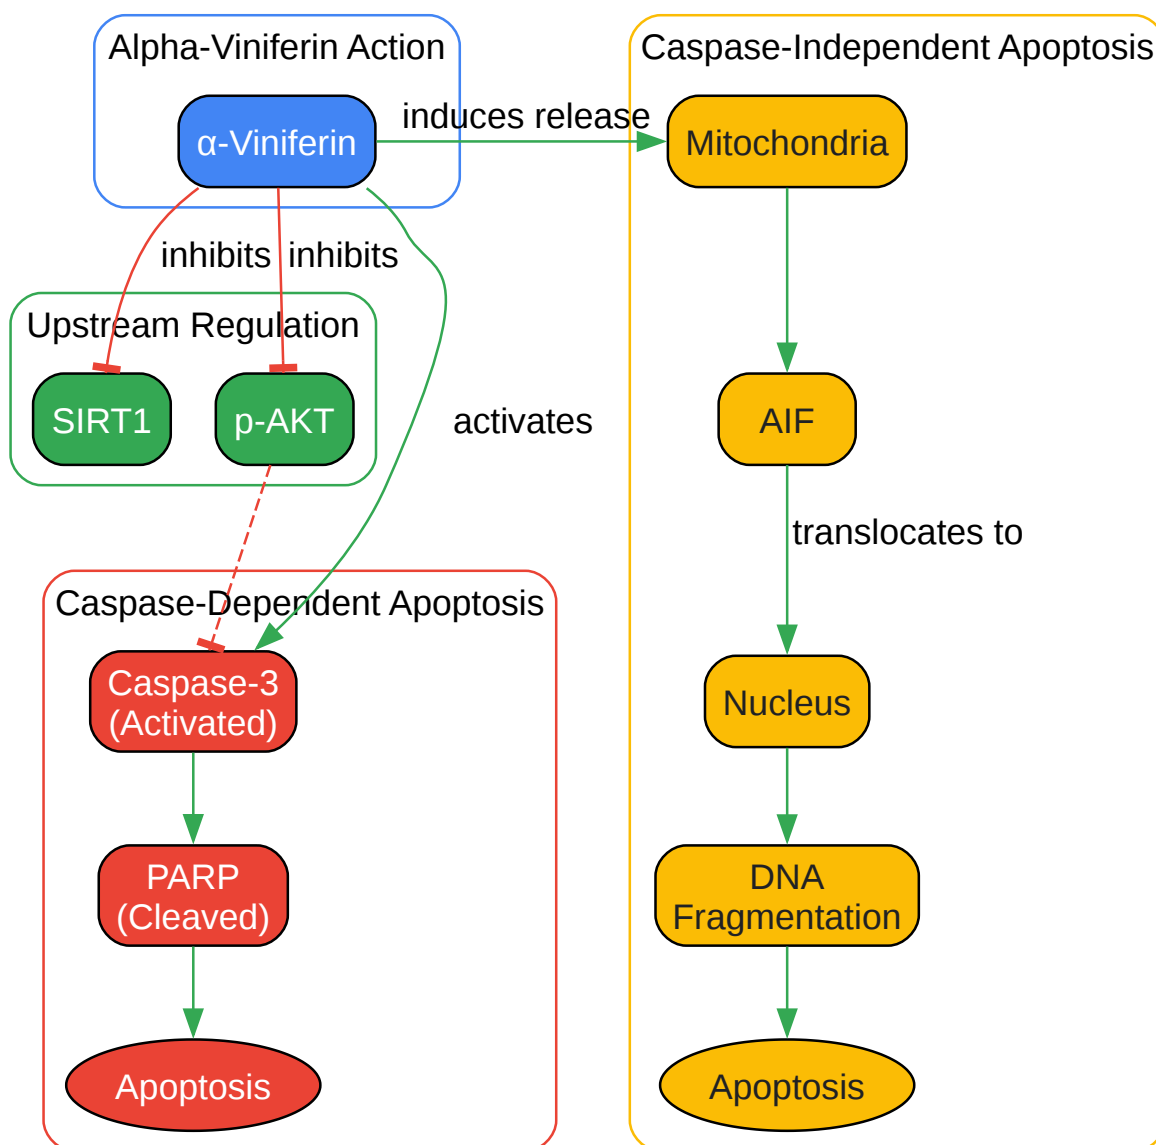 Alpha-Viniferin Action
α-Viniferin
induces release
inhibits
inhibits
activates
Upstream Regulation
SIRT1
p-AKT
Caspase-Dependent Apoptosis
Caspase-3
(Activated)
PARP
(Cleaved)
Apoptosis
Caspase-Independent Apoptosis
Mitochondria
AIF
translocates to
Nucleus
DNA
Fragmentation
Apoptosis